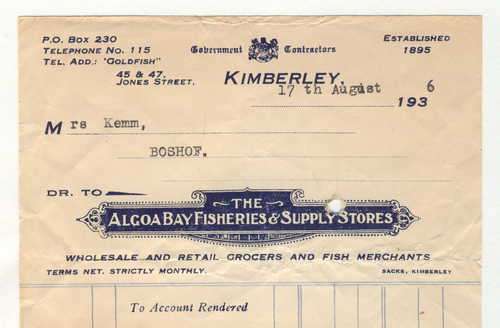 P.O. Box 230
Telephone No. 115
Tel. Add.: "Goldfish"
Government Contractors
Established
1895
45 & 47,
Jones Street.
Kimberley,
17 th August 1936
Mrs Kemm,
BOSHOF.
DR. TO
THE
ALGOA BAY FISHERIES & SUPPLY STORES
WHOLESALE AND RETAIL GROCERS AND FISH MERCHANTS
TERMS NET. STRICTLY MONTHLY.
SACKS, KIMBERLEY
To Account Rendered